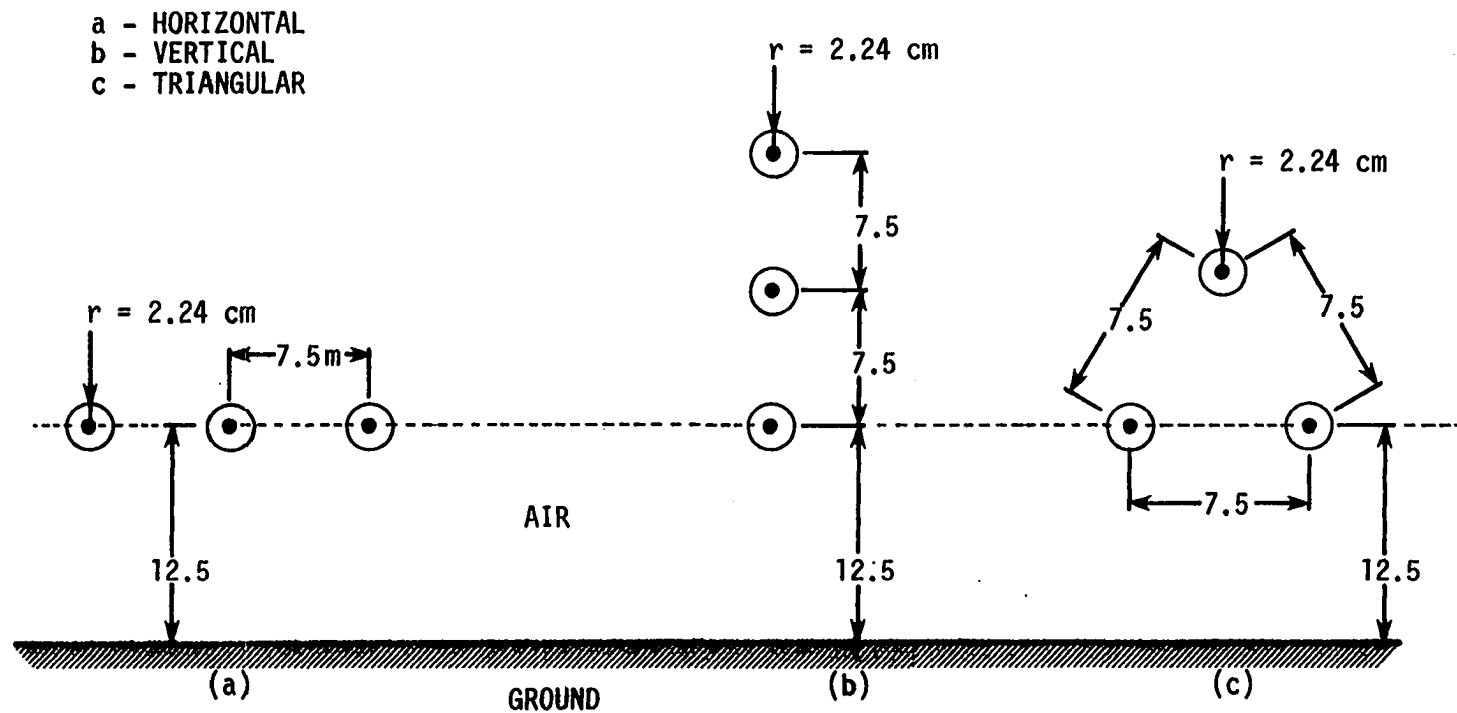 a - HORIZONTAL
b - VERTICAL
c - TRIANGULAR
r = 2.24 cm
r = 2.24 cm
r = 2.24 cm
7.5
7.5
7.5
7.5m
7.5
7.5
7.5
AIR
12.5
12.5
12.5
(a)
(b)
(c)
GROUND